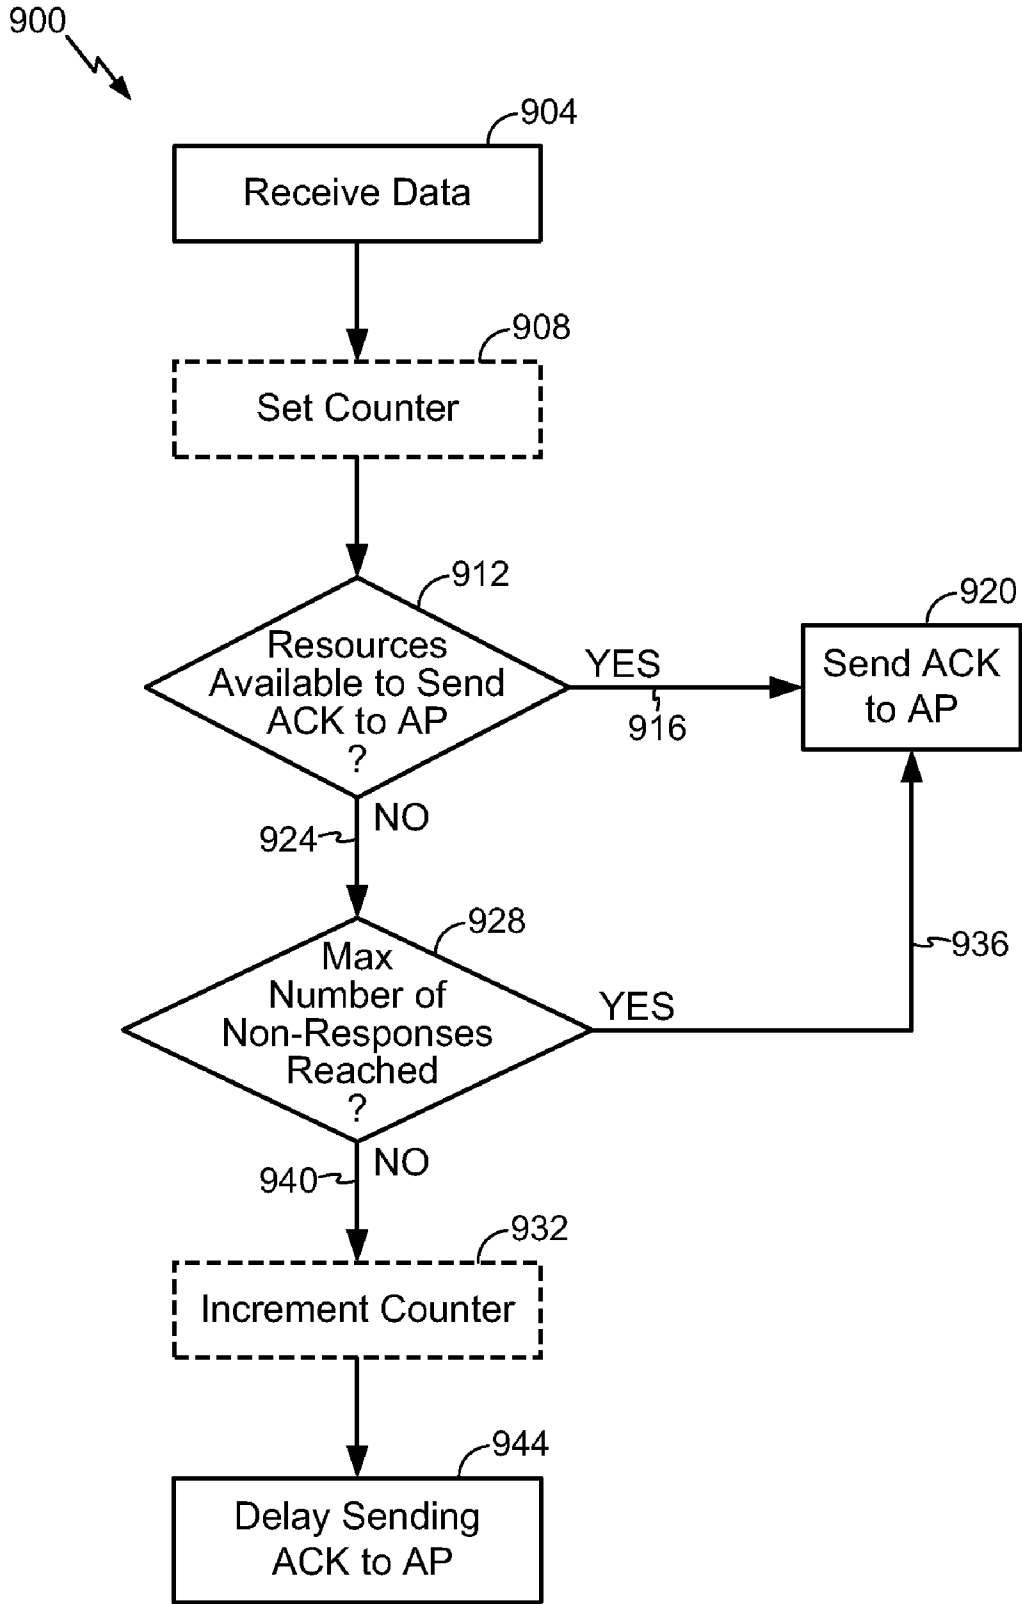 900
904
Receive Data
908
Set Counter
912
Resources
Available to Send
ACK to AP
?
YES
916
920
Send ACK
to AP
NO
924
928
Max
Number of
Non-Responses
Reached
?
YES
936
NO
940
932
Increment Counter
944
Delay Sending
ACK to AP